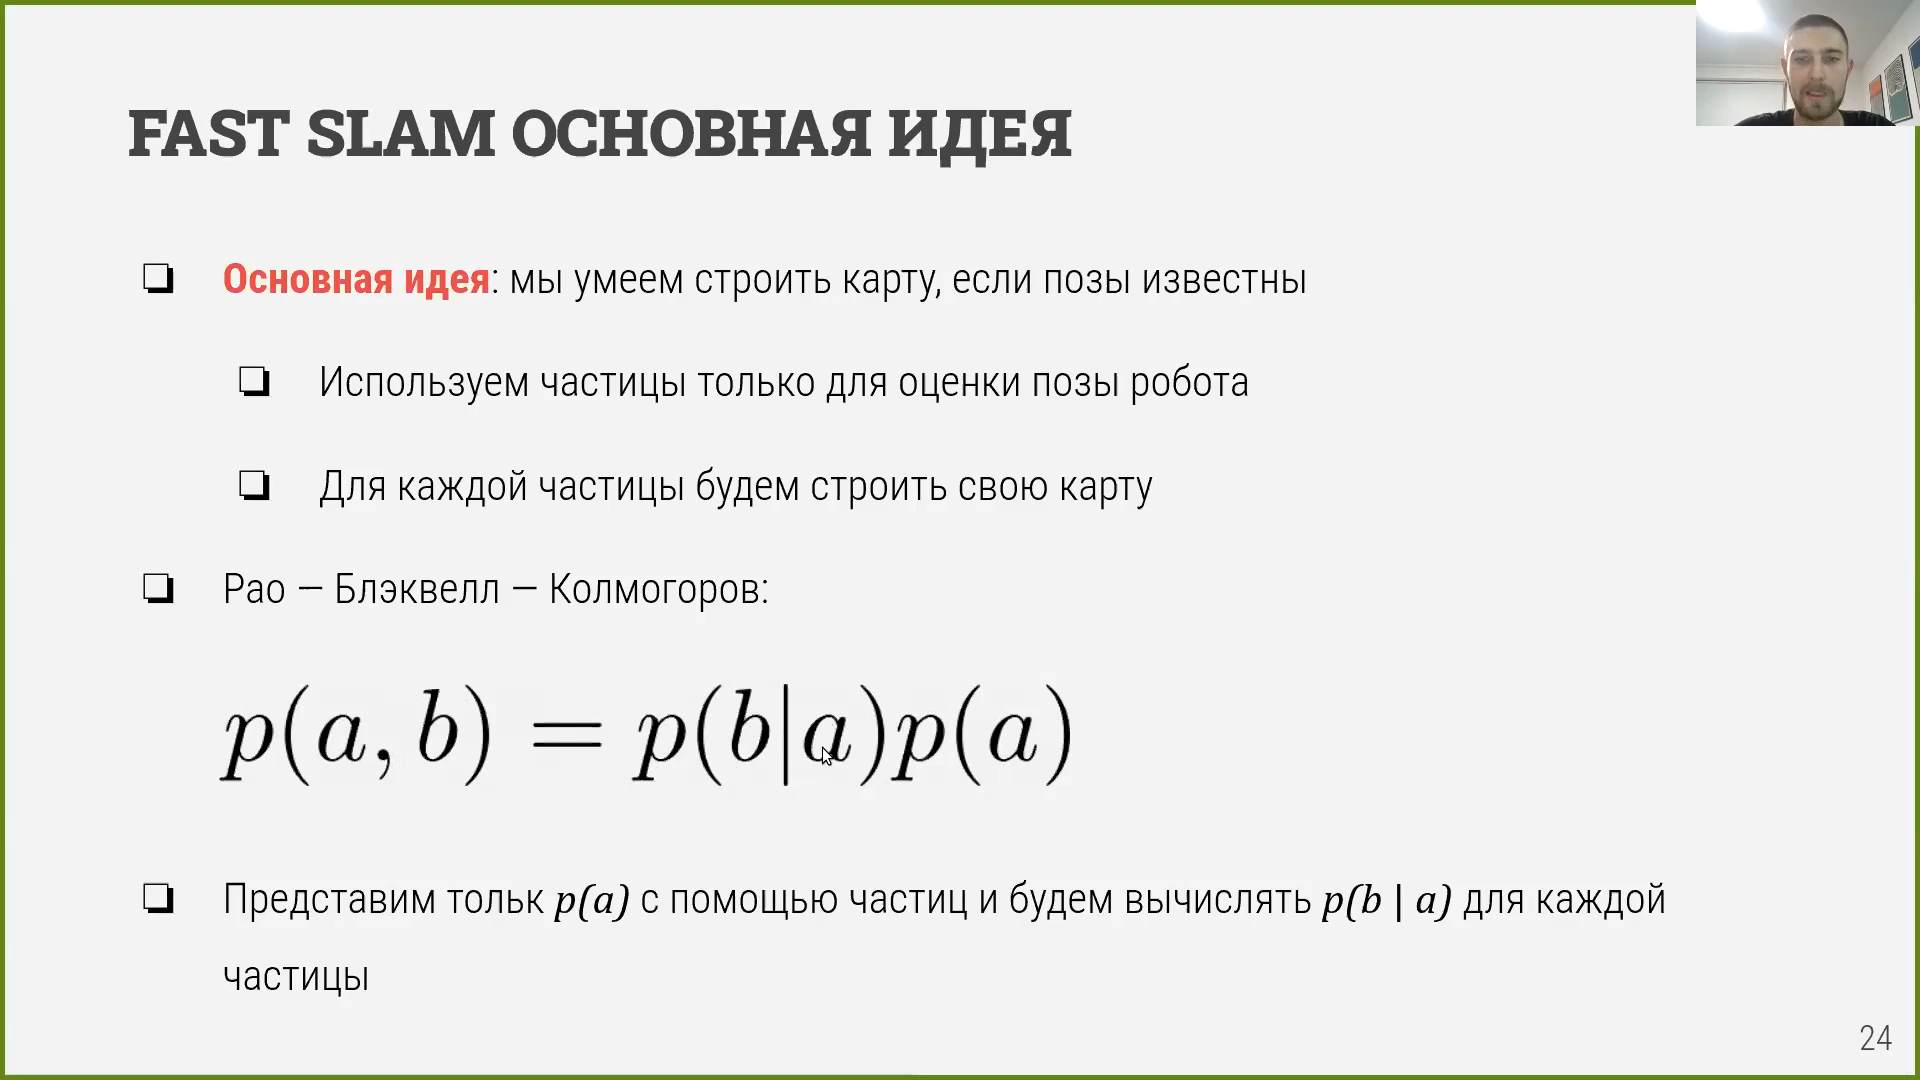 FAST SLAM ОСНОВНАЯ ИДЕЯ
Основная идея: мы умеем строить карту, если позы известны
Используем частицы только для оценки позы робота
Для каждой частицы будем строить свою карту
Рао — Блэквелл — Колмогоров:
p(a, b) = p(b|a)p(a)
Представим тольк p(a) с помощью частиц и будем вычислять p(b | a) для каждой
частицы
24